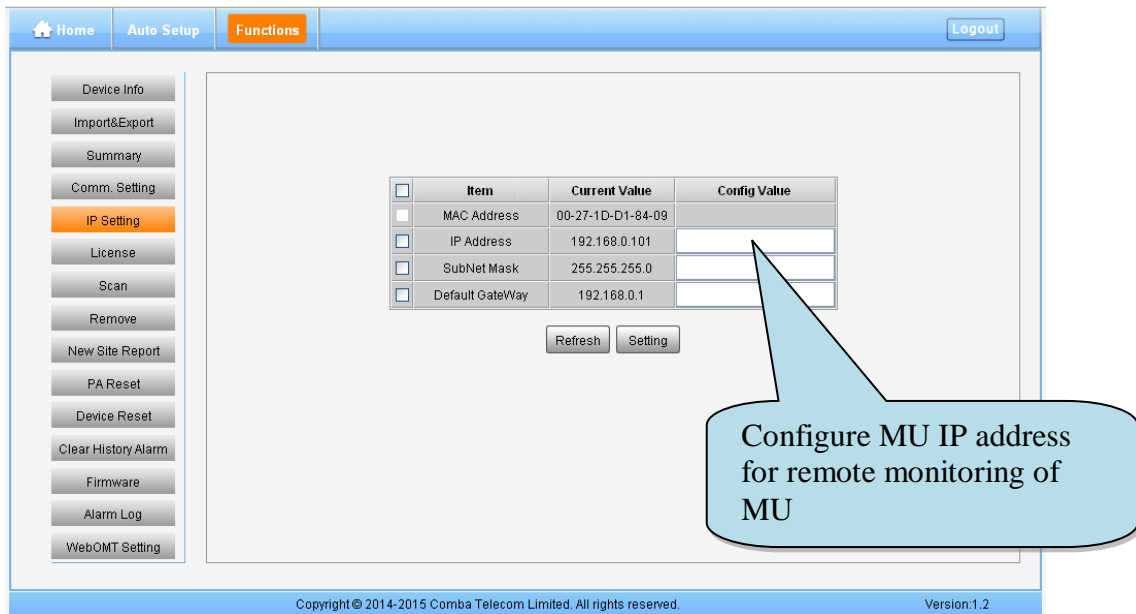 Home Auto Setup Functions Logout
Device Info
Import&Export
Summary
Comm. Setting
IP Setting
License
Scan
Remove
New Site Report
PA Reset
Device Reset
Clear History Alarm
Firmware
Alarm Log
WebOMT Setting
Item Current Value Config Value
MAC Address 00-27-1D-D1-84-09
IP Address 192.168.0.101
SubNet Mask 255.255.255.0
Default GateWay 192.168.0.1
Refresh Setting
Configure MU IP address
for remote monitoring of
MU
Copyright © 2014-2015 Comba Telecom Limited. All rights reserved. Version:1.2